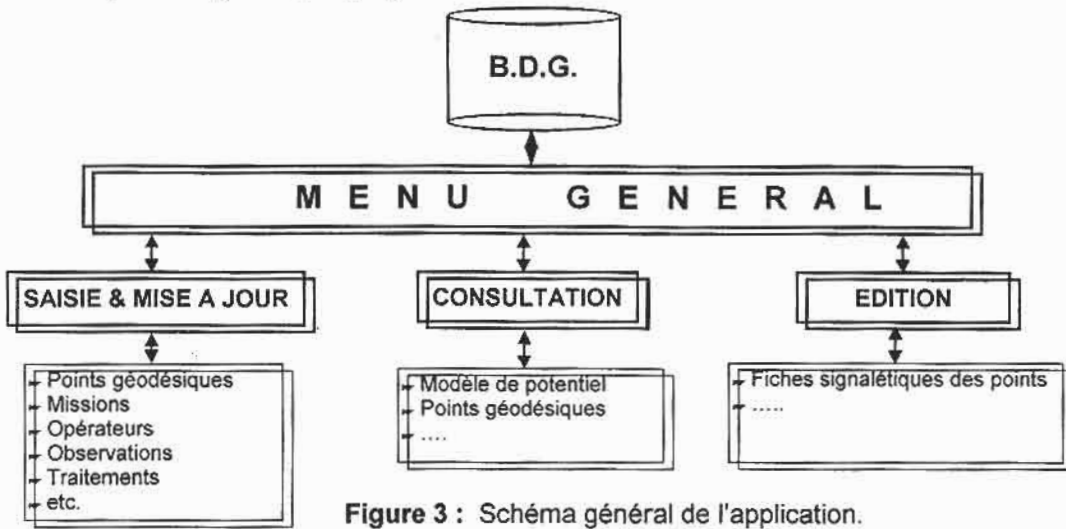 B.D.G.
M E N U G E N E R A L
SAISIE & MISE A JOUR
CONSULTATION
EDITION
Points géodésiques
Missions
Opérateurs
Observations
Traitements
etc.
Modèle de potentiel
Points géodésiques
....
Fiches signalétiques des points
.....
Figure 3 : Schéma général de l'application.